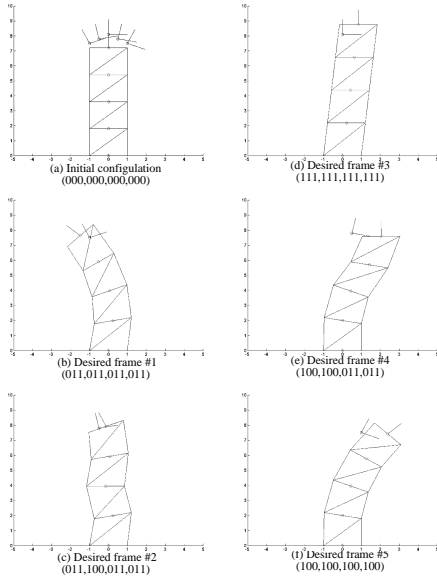 (a) Initial configulation
(000,000,000,000)
(b) Desired frame #1
(011,011,011,011)
(c) Desired frame #2
(011,100,011,011)
(d) Desired frame #3
(111,111,111,111)
(e) Desired frame #4
(100,100,011,011)
(f) Desired frame #5
(100,100,100,100)